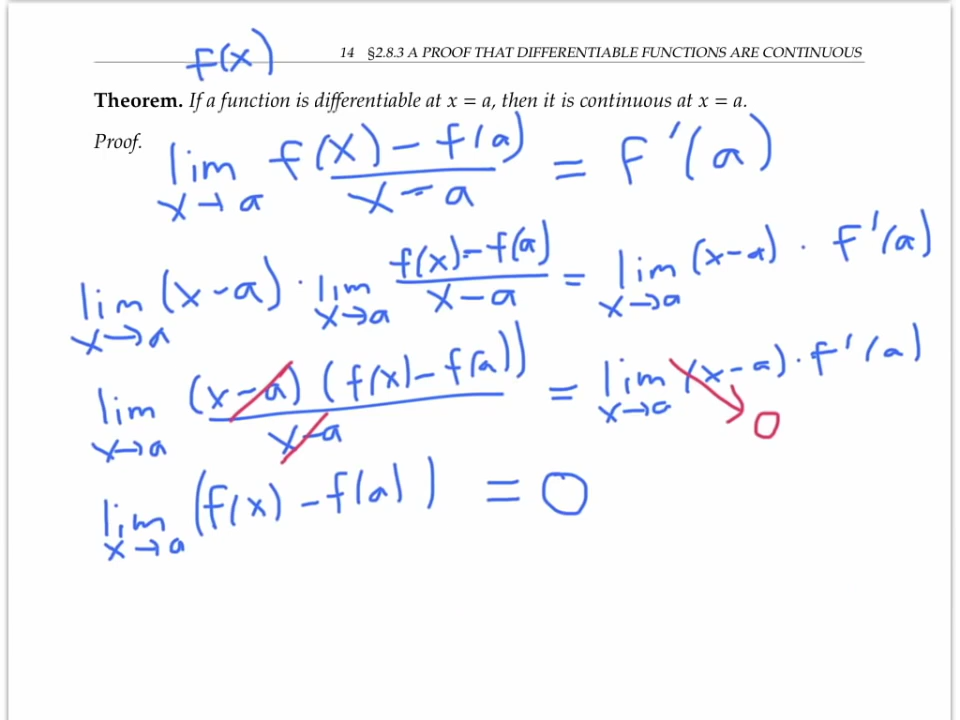 14 §2.8.3 A PROOF THAT DIFFERENTIABLE FUNCTIONS ARE CONTINUOUS
f(x)
Theorem. If a function is differentiable at x = a, then it is continuous at x = a.
Prof.
lim x→a f(x) − f(a) / x − a = f'(a)
lim x→a (x−a) · lim x→a f(x) − f(a) / x − a = lim x→a (x−a) · f'(a)
lim x→a (x−a) (f(x) − f(a)) / x−a = lim x→a (x−a) · f'(a)
0
lim x→a (f(x) − f(a)) = 0